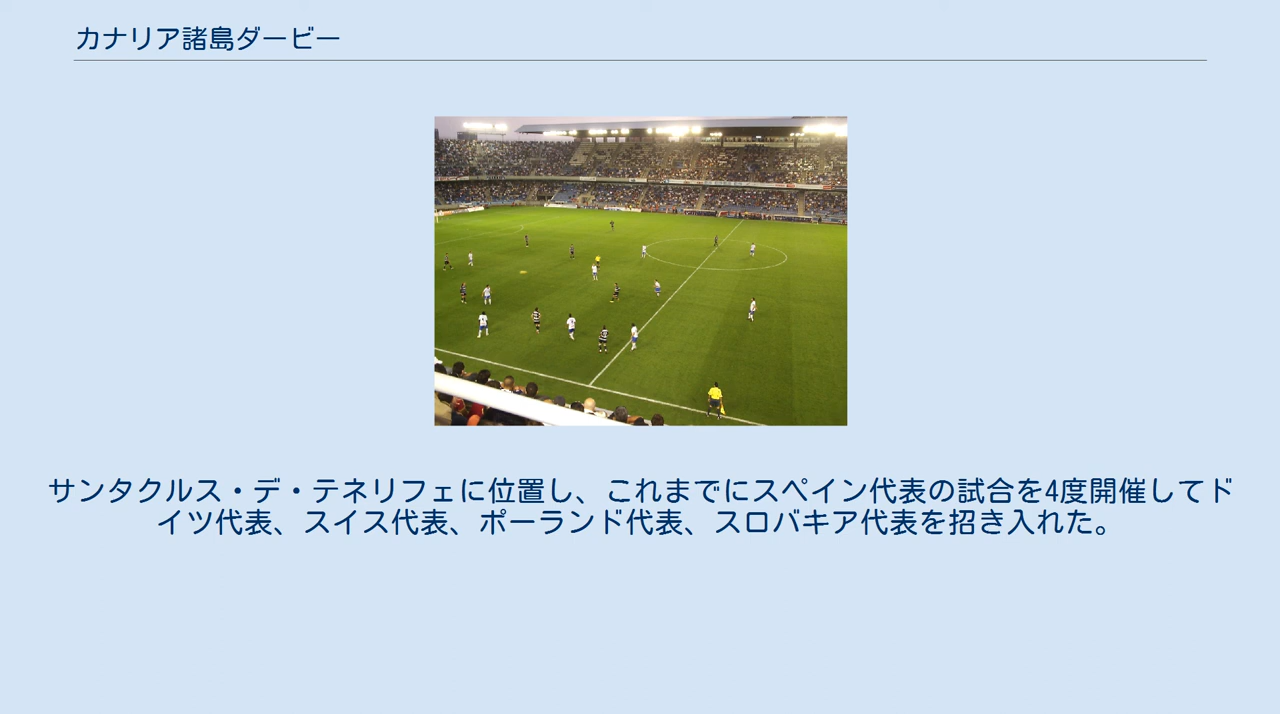 カナリア諸島ダービー
サンタクルス・デ・テネリフェに位置し、これまでにスペイン代表の試合を4度開催してド
イツ代表、スイス代表、ポーランド代表、スロバキア代表を招き入れた。